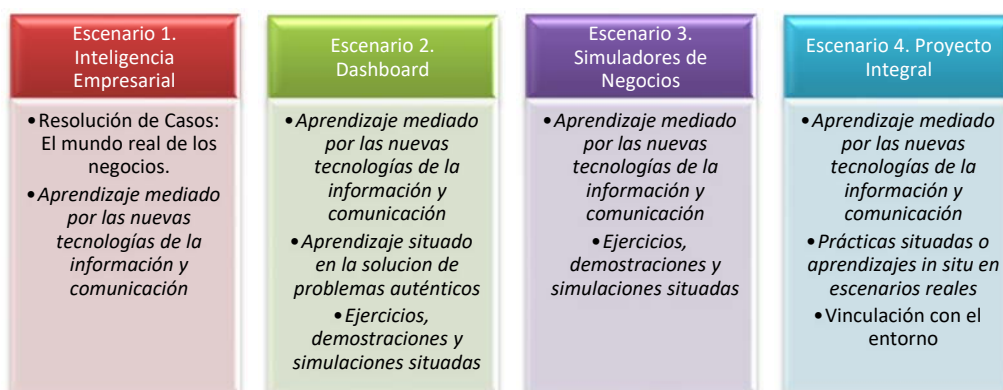 Escenario 1.
Inteligencia
Empresarial
•Resolución de Casos:
El mundo real de los
negocios.
•Aprendizaje mediado
por las nuevas
tecnologías de la
información y
comunicación
Escenario 2.
Dashboard
•Aprendizaje mediado
por las nuevas
tecnologías de la
información y
comunicación
•Aprendizaje situado
en la solucion de
problemas auténticos
•Ejercicios,
demostraciones y
simulaciones situadas
Escenario 3.
Simuladores de
Negocios
•Aprendizaje mediado
por las nuevas
tecnologías de la
información y
comunicación
•Ejercicios,
demostraciones y
simulaciones situadas
Escenario 4. Proyecto
Integral
•Aprendizaje mediado
por las nuevas
tecnologías de la
información y
comunicación
•Prácticas situadas o
aprendizajes in situ en
escenarios reales
•Vinculación con el
entorno